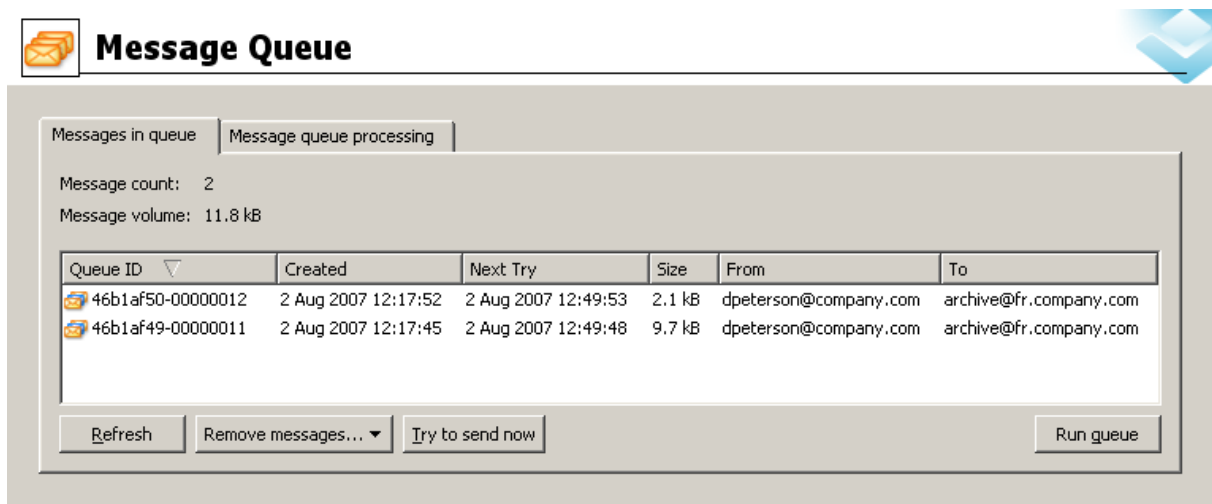 Message Queue
Messages in queue Message queue processing
Message count: 2
Message volume: 11.8 kB
Queue ID Created Next Try Size From To
46b1af50-00000012 2 Aug 2007 12:17:52 2 Aug 2007 12:49:53 2.1 kB dpeterson@company.com archive@fr.company.com
46b1af49-00000011 2 Aug 2007 12:17:45 2 Aug 2007 12:49:48 9.7 kB dpeterson@company.com archive@fr.company.com
Refresh Remove messages... Try to send now Run queue